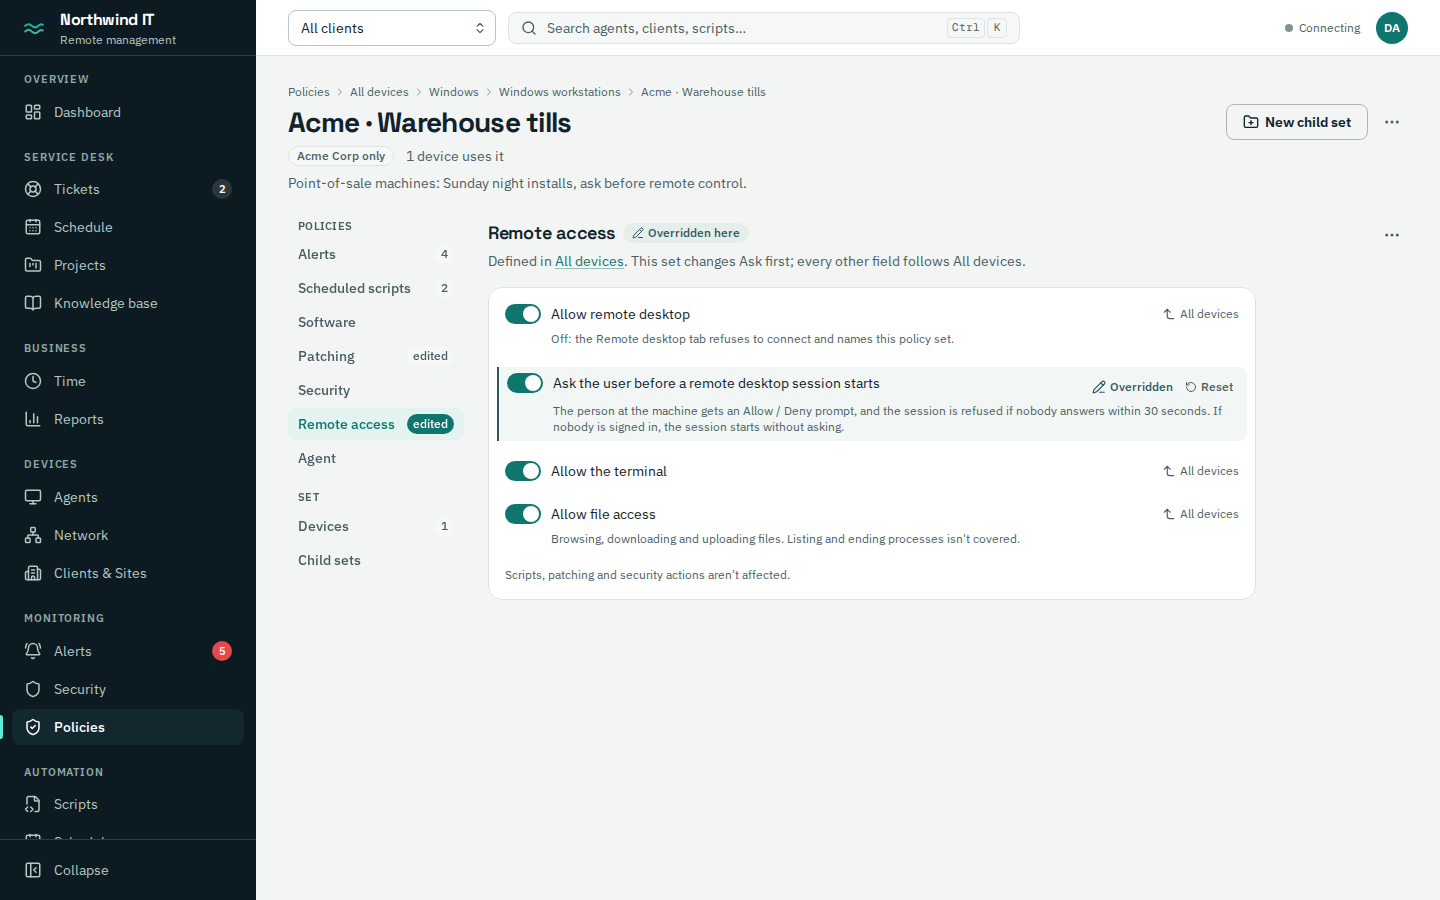 Northwind IT
Remote management
All clients
Search agents, clients, scripts...
Ctrl K
Connecting
DA
OVERVIEW
Dashboard
SERVICE DESK
Tickets 2
Schedule
Projects
Knowledge base
BUSINESS
Time
Reports
DEVICES
Agents
Network
Clients & Sites
MONITORING
Alerts 5
Security
Policies
AUTOMATION
Scripts
Collapse
Policies > All devices > Windows > Windows workstations > Acme · Warehouse tills
Acme · Warehouse tills
New child set
Acme Corp only 1 device uses it
Point-of-sale machines: Sunday night installs, ask before remote control.
POLICIES
Alerts 4
Scheduled scripts 2
Software
Patching edited
Security
Remote access edited
Agent
SET
Devices 1
Child sets
Remote access Overridden here
Defined in All devices. This set changes Ask first; every other field follows All devices.
Allow remote desktop All devices
Off: the Remote desktop tab refuses to connect and names this policy set.
Ask the user before a remote desktop session starts Overridden Reset
The person at the machine gets an Allow / Deny prompt, and the session is refused if nobody answers within 30 seconds. If
nobody is signed in, the session starts without asking.
Allow the terminal All devices
Allow file access All devices
Browsing, downloading and uploading files. Listing and ending processes isn't covered.
Scripts, patching and security actions aren't affected.